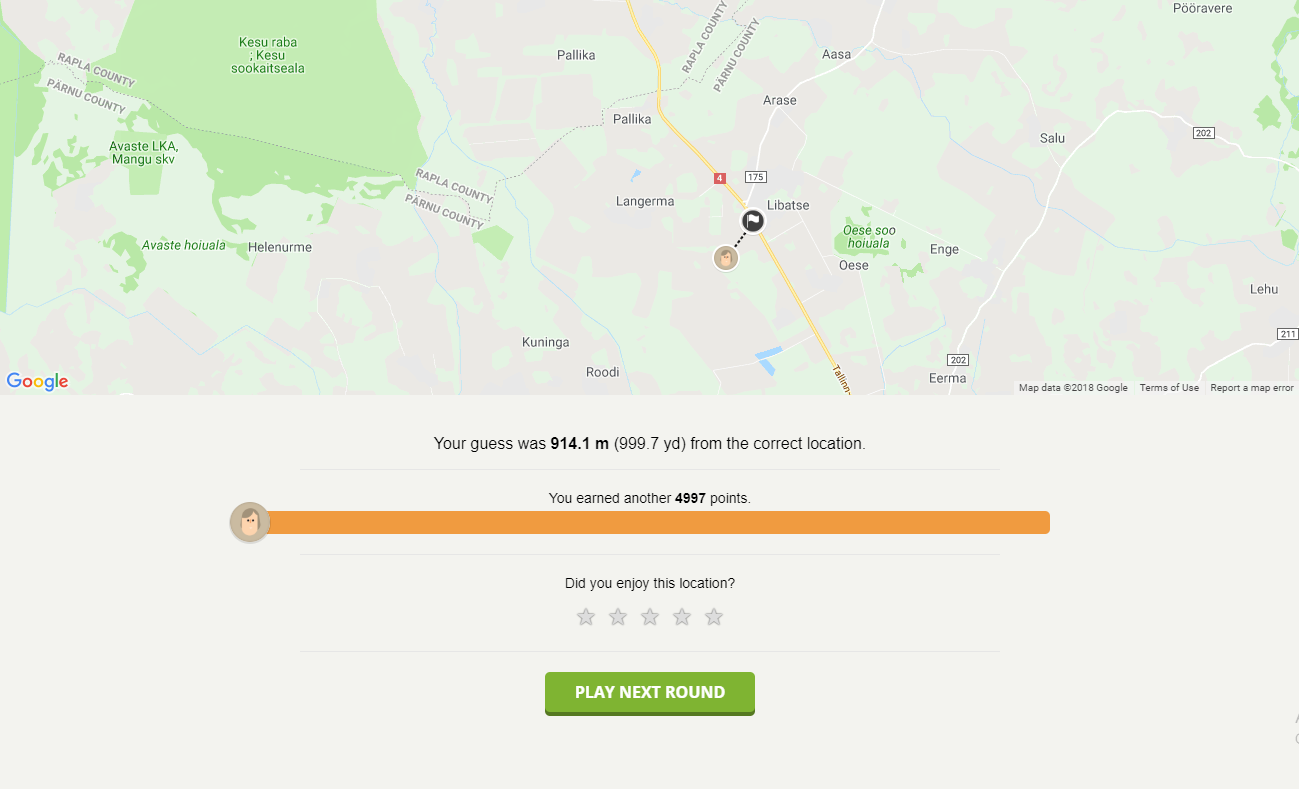 Pööravere
Kesu raba
; Kesu
sookaitseala
Pallika
RAPLA COUNTY
PÄRNU COUNTY
Aasa
RAPLA COUNTY
PÄRNU COUNTY
Arase
Pallika
202
Salu
Avaste LKA,
Mangu skv
RAPLA COUNTY
PÄRNU COUNTY
4
175
Langerma
Libatse
Oese soo
hoiuala
Avaste hoiuala
Helenurme
Enge
Oese
Lehu
Kuninga
211
202
Roodi
Eerma
Tallinn-
Google
Map data ©2018 Google
Terms of Use
Report a map error
Your guess was 914.1 m (999.7 yd) from the correct location.
You earned another 4997 points.
Did you enjoy this location?
PLAY NEXT ROUND